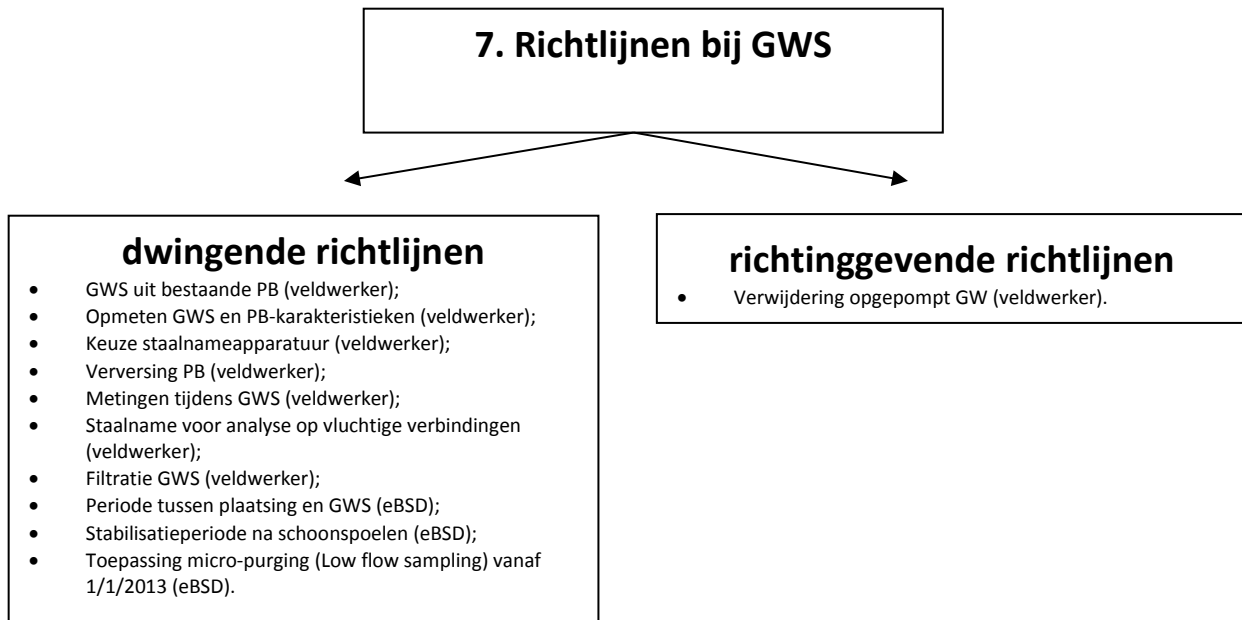 7. Richtlijnen bij GWS
dwingende richtlijnen
• GWS uit bestaande PB (veldwerker);
• Opmeten GWS en PB-karakteristieken (veldwerker);
• Keuze staalnameapparatuur (veldwerker);
• Verversing PB (veldwerker);
• Metingen tijdens GWS (veldwerker);
• Staalname voor analyse op vluchtige verbindingen
(veldwerker);
• Filtratie GWS (veldwerker);
• Periode tussen plaatsing en GWS (eBSD);
• Stabilisatieperiode na schoonspoelen (eBSD);
• Toepassing micro-purging (Low flow sampling) vanaf
1/1/2013 (eBSD).
richtinggevende richtlijnen
• Verwijdering opgepompt GW (veldwerker).